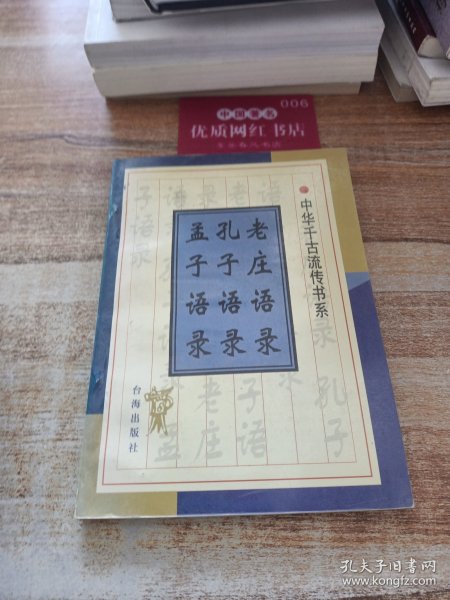 006
中国著名
优质网红书店
中华千古流传书系
老庄语录
孔子语录
孟子语录
台海出版社
孔夫子旧书网
www.kongfz.com